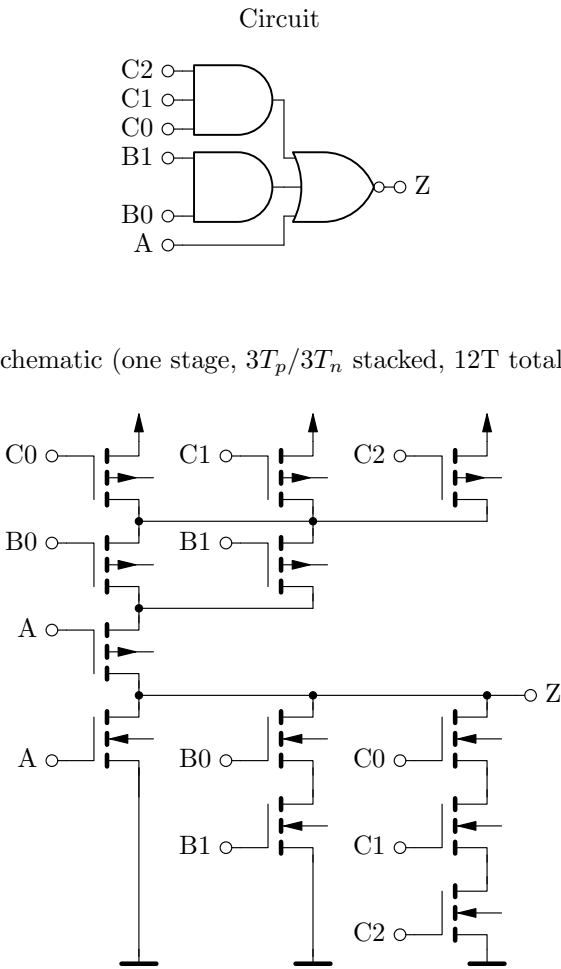 Circuit
C2
C1
C0
B1
Z
B0
A
chematic (one stage, 3Tp/3Tn stacked, 12T total
C0 C1 C2
B0 B1
A
Z
A B0 C0
B1 C1
C2